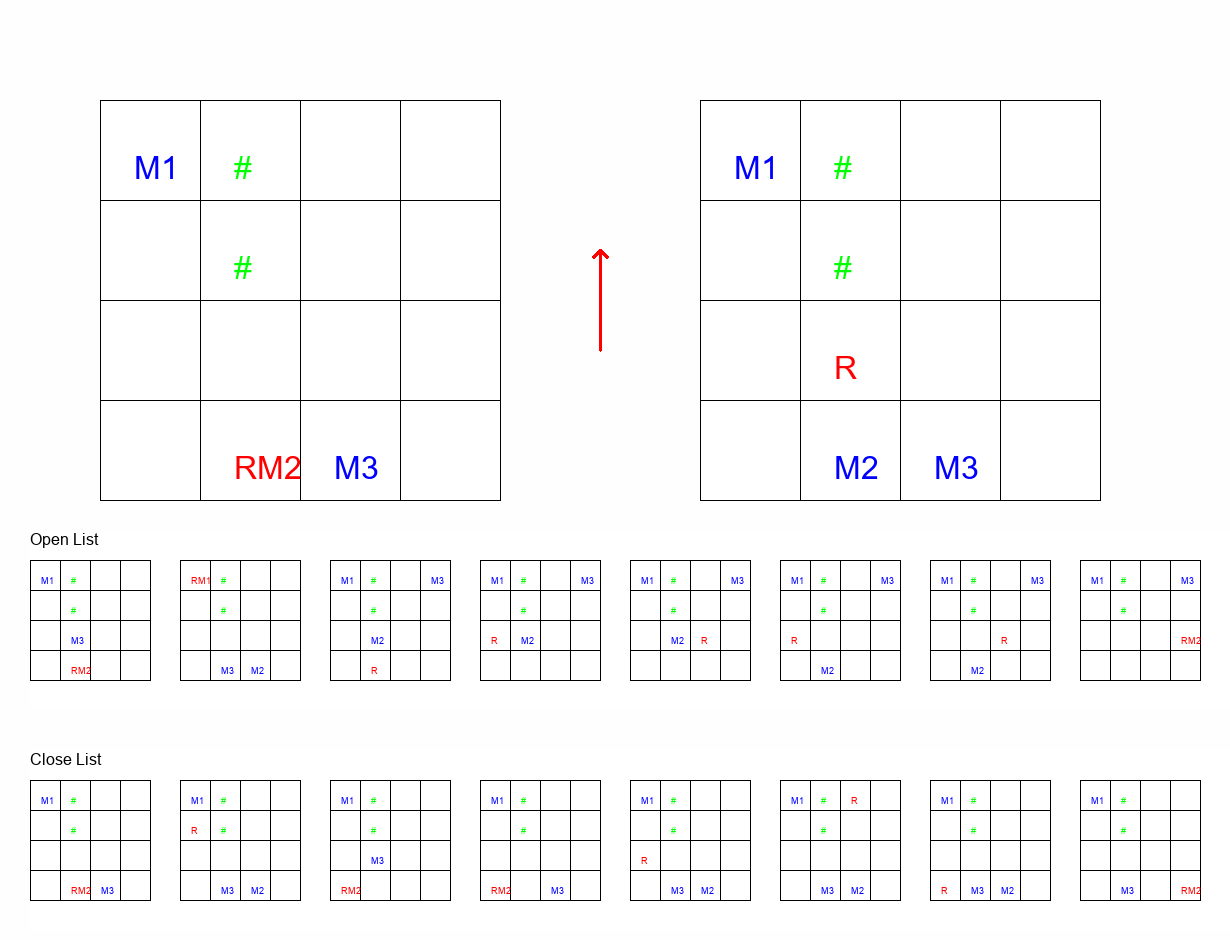 M1 # M1 #
# #
R
RM2 M3 M2 M3
Open List
M1 # RM1 # M1 # M3 M1 # M3 M1 # M3 M1 # M3 M1 # M3 M1 # M3
# # # # # # # #
M3 M2 R M2 M2 R R R RM2
RM2 M3 M2 R M2 M2
Close List
M1 # M1 # M1 # M1 # M1 # M1 # R M1 # M1 #
# R # # # # # # #
M3 R
RM2 M3 M3 M2 RM2 RM2 M3 M3 M2 M3 M2 R M3 M2 M3 RM2